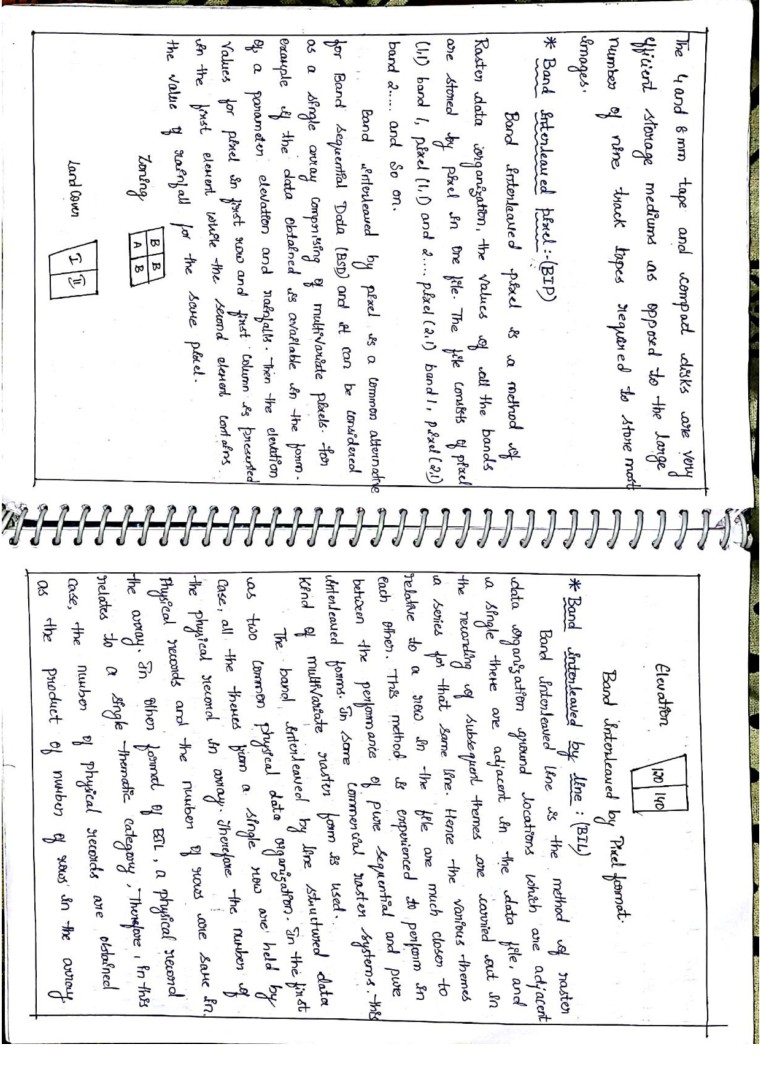 The 4 and 8 mm tape and compact disks are very
efficient storage mediums as opposed to the large
number of nine track tapes required to store most
images.
* Band interleaved pixel :- (BIP)
Band interleaved pixel is a method of
Raster data organization, the values of all the bands
are stored by pixel in one file. The file consists of pixel
(1,1) band 1, pixel (1,1) and 2..., pixel (2,1) band 1, pixel (2,1)
band 2..... and so on.
Band interleaved by pixel is a common alternative
for Band sequential Data (BSD) and it can be considered
as a single array comprising of multivariate pixels. for
example if the data obtained is available in the form.
of a parameter elevation and rainfalls. Then the elevation
values for pixel in first row and first column is presented
in the first element while the second element contains
the value of rainfall for the same pixel.
Zoning
B B
A B
Land cover
I II
Elevation
120 140
Band interleaved by Pixel format.
* Band interleaved by line : (BIL)
Band interleaved line is the method of raster
data organization ground locations which are adjacent
a single there are adjacent in the data file, and
the recording of subsequent themes are carried out in
a series for that same line. Hence the various themes
relative to a row in the file are much closer to
each other. This method is experienced to perform in
between the performance of pure sequential and pure
interleaved forms. In some commercial raster systems. this
kind of multivariate raster form is used.
The band interleaved by line structured data
as two common physical data organization. In the first
case, all the themes from a single row are held by
the physical record in array. Therefore the number of
Physical records and the number of rows are same in.
the array. In other format of BIL, a physical record
relates to a single thematic category, Therefore, in this
case, the number of physical records are obtained
as the product of number of rows in the array